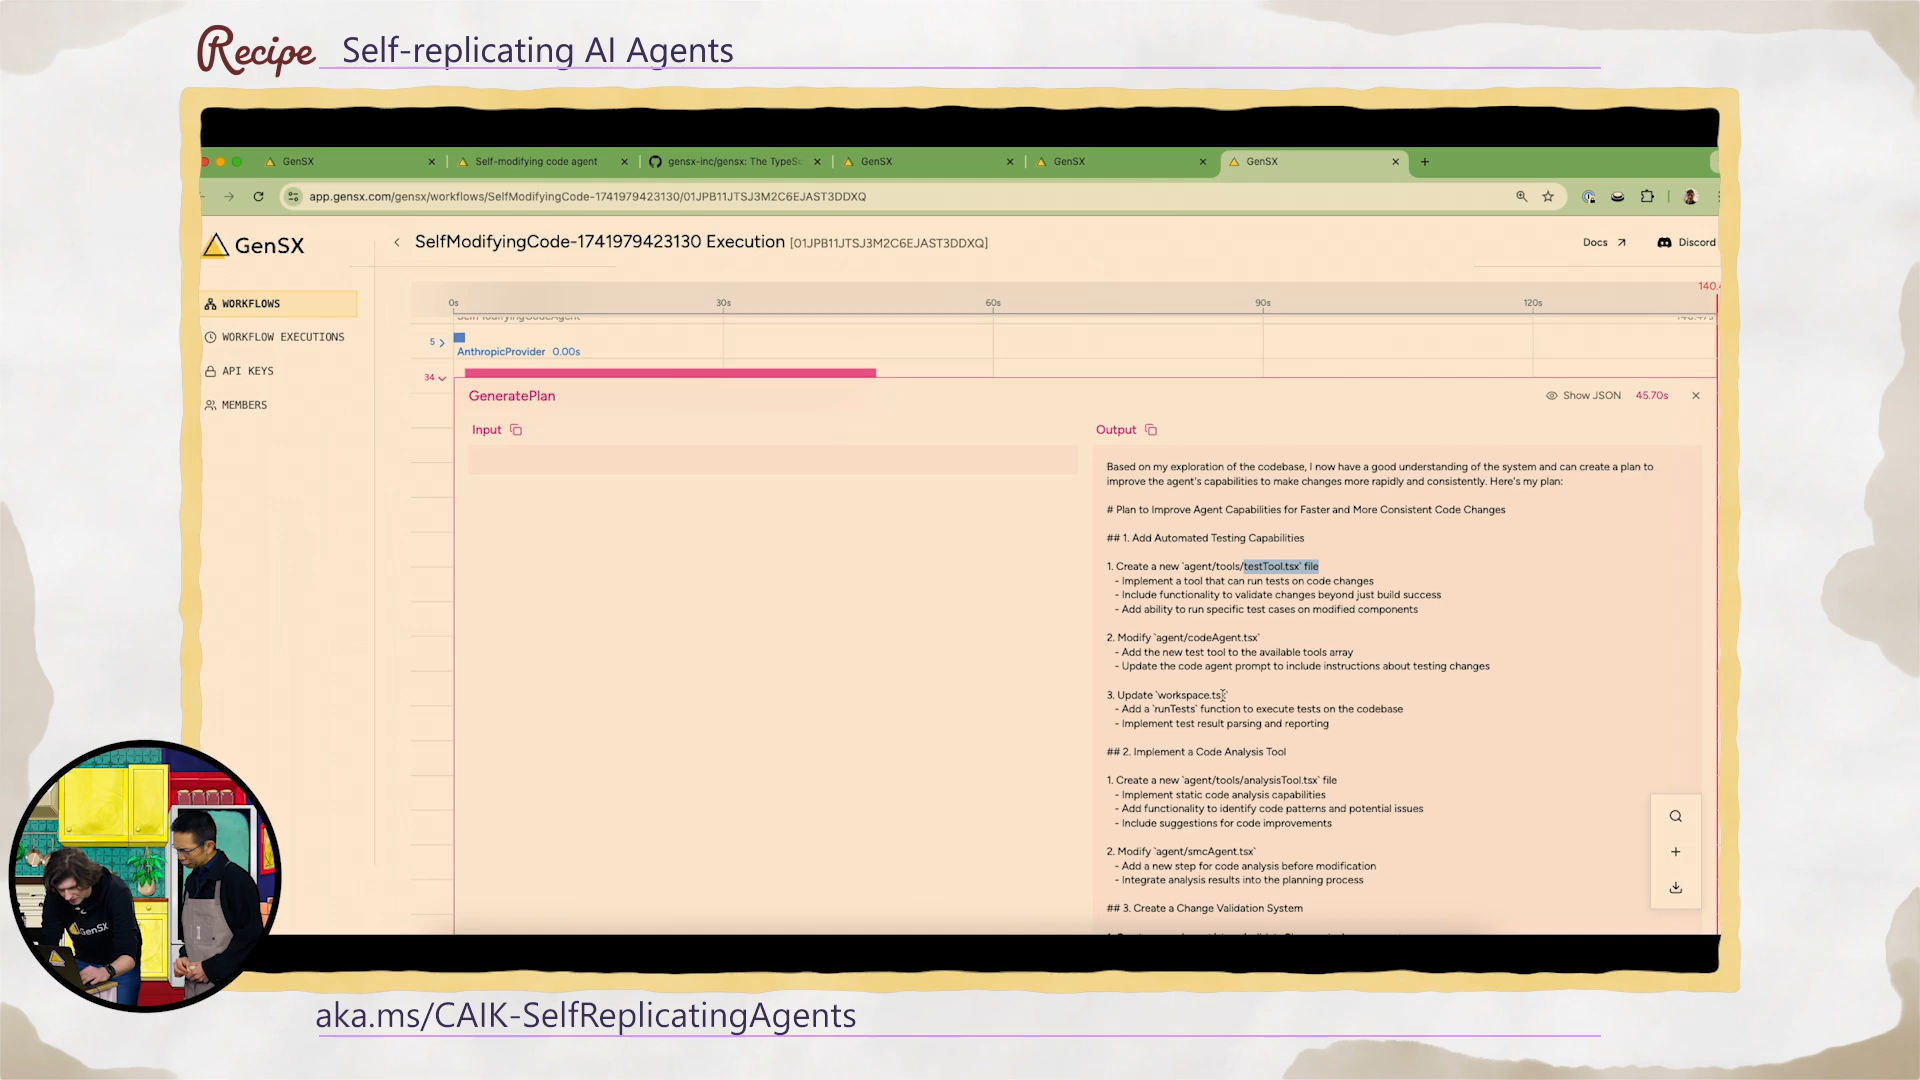 Recipe Self-replicating AI Agents
GenSX
Self-modifying code agent
gensx-inc/gensx: The TypeSc
GenSX
GenSX
GenSX
app.gensx.com/gensx/workflows/SelfModifyingCode-1741979423130/01JPB11JTSJ3M2C6EJAST3DDXQ
GenSX
SelfModifyingCode-1741979423130 Execution [01JPB11JTSJ3M2C6EJAST3DDXQ]
Docs
Discord
WORKFLOWS
WORKFLOW EXECUTIONS
API KEYS
MEMBERS
140.
0s 30s 60s 90s 120s
SelfModifyingCodeAgent
140.47s
5
AnthropicProvider 0.00s
34
GeneratePlan
Show JSON 45.70s
Input
Output
Based on my exploration of the codebase, I now have a good understanding of the system and can create a plan to
improve the agent's capabilities to make changes more rapidly and consistently. Here's my plan:
# Plan to Improve Agent Capabilities for Faster and More Consistent Code Changes
## 1. Add Automated Testing Capabilities
1. Create a new `agent/tools/testTool.tsx` file
- Implement a tool that can run tests on code changes
- Include functionality to validate changes beyond just build success
- Add ability to run specific test cases on modified components
2. Modify `agent/codeAgent.tsx`
- Add the new test tool to the available tools array
- Update the code agent prompt to include instructions about testing changes
3. Update `workspace.tsx`
- Add a `runTests` function to execute tests on the codebase
- Implement test result parsing and reporting
## 2. Implement a Code Analysis Tool
1. Create a new `agent/tools/analysisTool.tsx` file
- Implement static code analysis capabilities
- Add functionality to identify code patterns and potential issues
- Include suggestions for code improvements
2. Modify `agent/smcAgent.tsx`
- Add a new step for code analysis before modification
- Integrate analysis results into the planning process
## 3. Create a Change Validation System
GenSX
aka.ms/CAIK-SelfReplicatingAgents